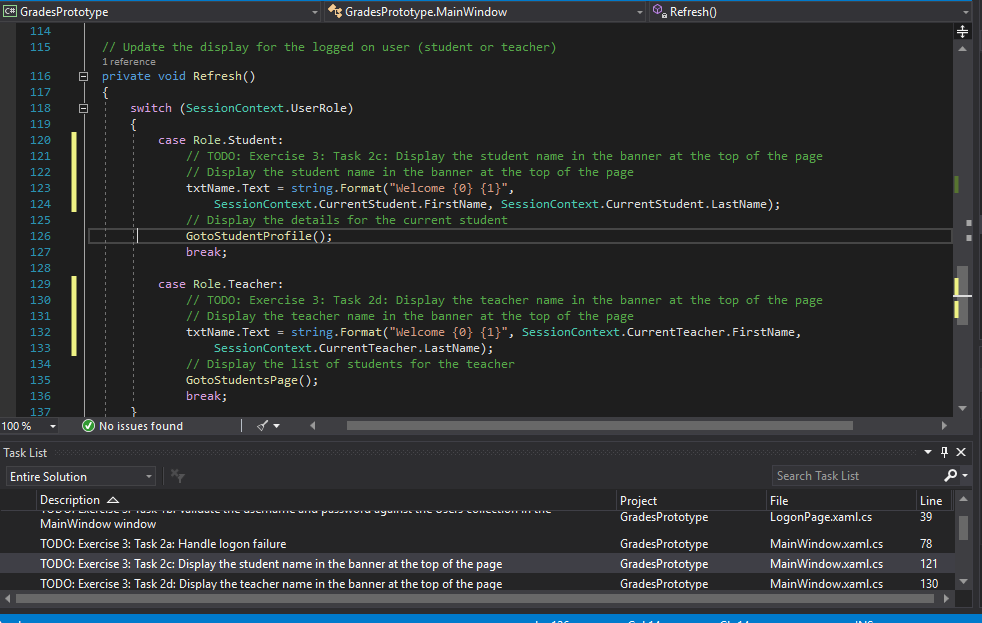 C# GradesPrototype GradesPrototype.MainWindow Refresh()
114
115 // Update the display for the logged on user (student or teacher)
1 reference
116 private void Refresh()
117 {
118 switch (SessionContext.UserRole)
119 {
120 case Role.Student:
121 // TODO: Exercise 3: Task 2c: Display the student name in the banner at the top of the page
122 // Display the student name in the banner at the top of the page
123 txtName.Text = string.Format("Welcome {0} {1}",
124 SessionContext.CurrentStudent.FirstName, SessionContext.CurrentStudent.LastName);
125 // Display the details for the current student
126 GotoStudentProfile();
127 break;
128
129 case Role.Teacher:
130 // TODO: Exercise 3: Task 2d: Display the teacher name in the banner at the top of the page
131 // Display the teacher name in the banner at the top of the page
132 txtName.Text = string.Format("Welcome {0} {1}", SessionContext.CurrentTeacher.FirstName,
133 SessionContext.CurrentTeacher.LastName);
134 // Display the list of students for the teacher
135 GotoStudentsPage();
136 break;
137 }
100 % No issues found
Task List
Entire Solution Search Task List
Description Project File Line
TODO: Exercise 3: Task 1b: Validate the username and password against the Users collection in the
MainWindow window GradesPrototype LogonPage.xaml.cs 39
TODO: Exercise 3: Task 2a: Handle logon failure GradesPrototype MainWindow.xaml.cs 78
TODO: Exercise 3: Task 2c: Display the student name in the banner at the top of the page GradesPrototype MainWindow.xaml.cs 121
TODO: Exercise 3: Task 2d: Display the teacher name in the banner at the top of the page GradesPrototype MainWindow.xaml.cs 130